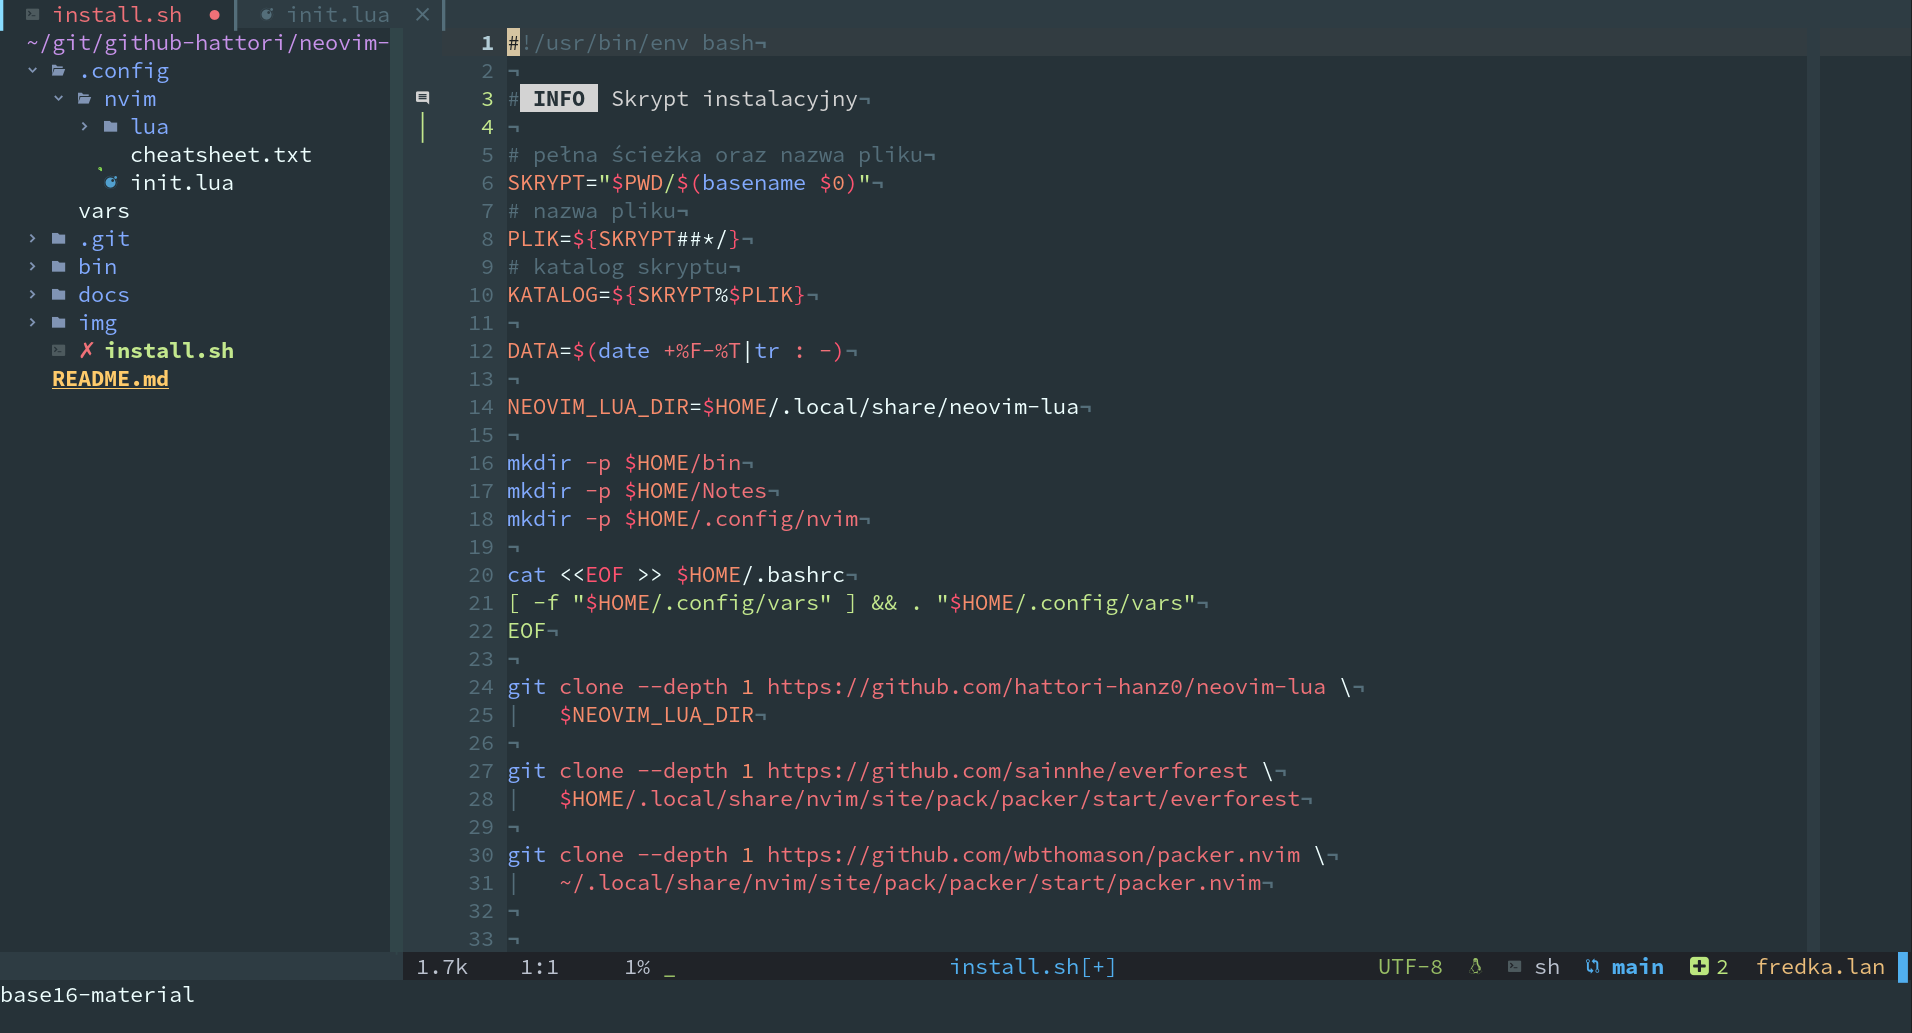 install.sh ● init.lua ×
~/git/github-hattori/neovim-
.config
nvim
lua
cheatsheet.txt
init.lua
vars
.git
bin
docs
img
✗ install.sh
README.md
1 #!/usr/bin/env bash¬
2 ¬
3 # INFO Skrypt instalacyjny¬
4 ¬
5 # pełna ścieżka oraz nazwa pliku¬
6 SKRYPT="$PWD/$(basename $0)"¬
7 # nazwa pliku¬
8 PLIK=${SKRYPT##*/}¬
9 # katalog skryptu¬
10 KATALOG=${SKRYPT%$PLIK}¬
11 ¬
12 DATA=$(date +%F-%T|tr : -)¬
13 ¬
14 NEOVIM_LUA_DIR=$HOME/.local/share/neovim-lua¬
15 ¬
16 mkdir -p $HOME/bin¬
17 mkdir -p $HOME/Notes¬
18 mkdir -p $HOME/.config/nvim¬
19 ¬
20 cat <<EOF >> $HOME/.bashrc¬
21 [ -f "$HOME/.config/vars" ] && . "$HOME/.config/vars"¬
22 EOF¬
23 ¬
24 git clone --depth 1 https://github.com/hattori-hanz0/neovim-lua \¬
25 |   $NEOVIM_LUA_DIR¬
26 ¬
27 git clone --depth 1 https://github.com/sainnhe/everforest \¬
28 |   $HOME/.local/share/nvim/site/pack/packer/start/everforest¬
29 ¬
30 git clone --depth 1 https://github.com/wbthomason/packer.nvim \¬
31 |   ~/.local/share/nvim/site/pack/packer/start/packer.nvim¬
32 ¬
33 ¬
1.7k 1:1 1% _ install.sh[+] UTF-8 sh main 2 fredka.lan
base16-material